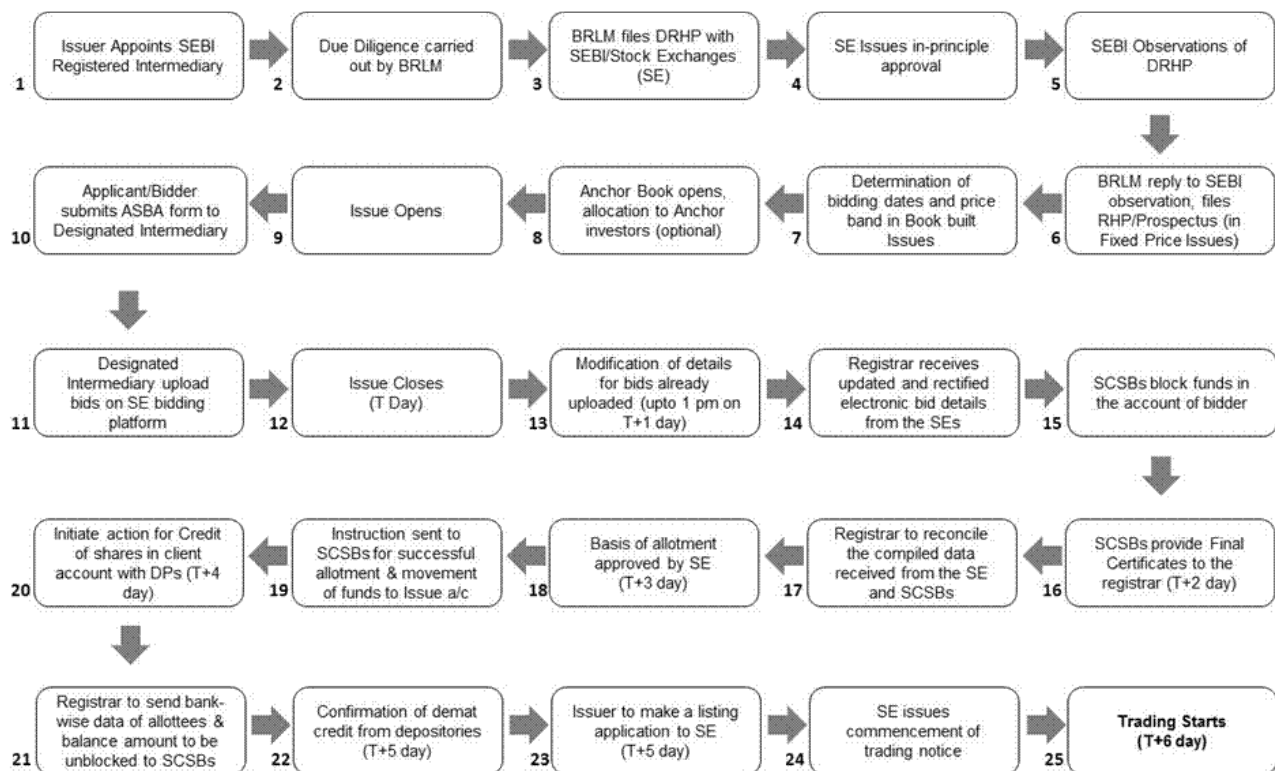 Issuer Appoints SEBI
Registered Intermediary
1
Due Diligence carried
out by BRLM
2
BRLM files DRHP with
SEBI/Stock Exchanges
(SE)
3
SE Issues in-principle
approval
4
SEBI Observations of
DRHP
5
BRLM reply to SEBI
observation, files
RHP/Prospectus (in
Fixed Price Issues)
6
Determination of
bidding dates and price
band in Book built
Issues
7
Anchor Book opens,
allocation to Anchor
investors (optional)
8
Issue Opens
9
Applicant/Bidder
submits ASBA form to
Designated Intermediary
10
Designated
Intermediary upload
bids on SE bidding
platform
11
Issue Closes
(T Day)
12
Modification of details
for bids already
uploaded (upto 1 pm on
T+1 day)
13
Registrar receives
updated and rectified
electronic bid details
from the SEs
14
SCSBs block funds in
the account of bidder
15
SCSBs provide Final
Certificates to the
registrar (T+2 day)
16
Registrar to reconcile
the compiled data
received from the SE
and SCSBs
17
Basis of allotment
approved by SE
(T+3 day)
18
Instruction sent to
SCSBs for successful
allotment & movement
of funds to Issue a/c
19
Initiate action for Credit
of shares in client
account with DPs (T+4
day)
20
Registrar to send bank-
wise data of allottees &
balance amount to be
unblocked to SCSBs
21
Confirmation of demat
credit from depositories
(T+5 day)
22
Issuer to make a listing
application to SE
(T+5 day)
23
SE issues
commencement of
trading notice
24
Trading Starts
(T+6 day)
25